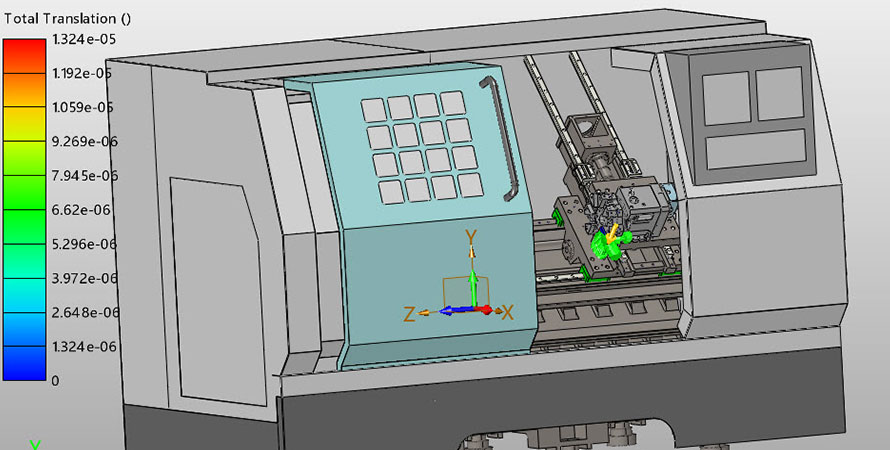 Total Translation ()
1.324e-05
1.192e-05
1.059e-05
9.269e-06
7.945e-06
6.62e-06
5.296e-06
3.972e-06
2.648e-06
1.324e-06
0
Y
Z
X
Y